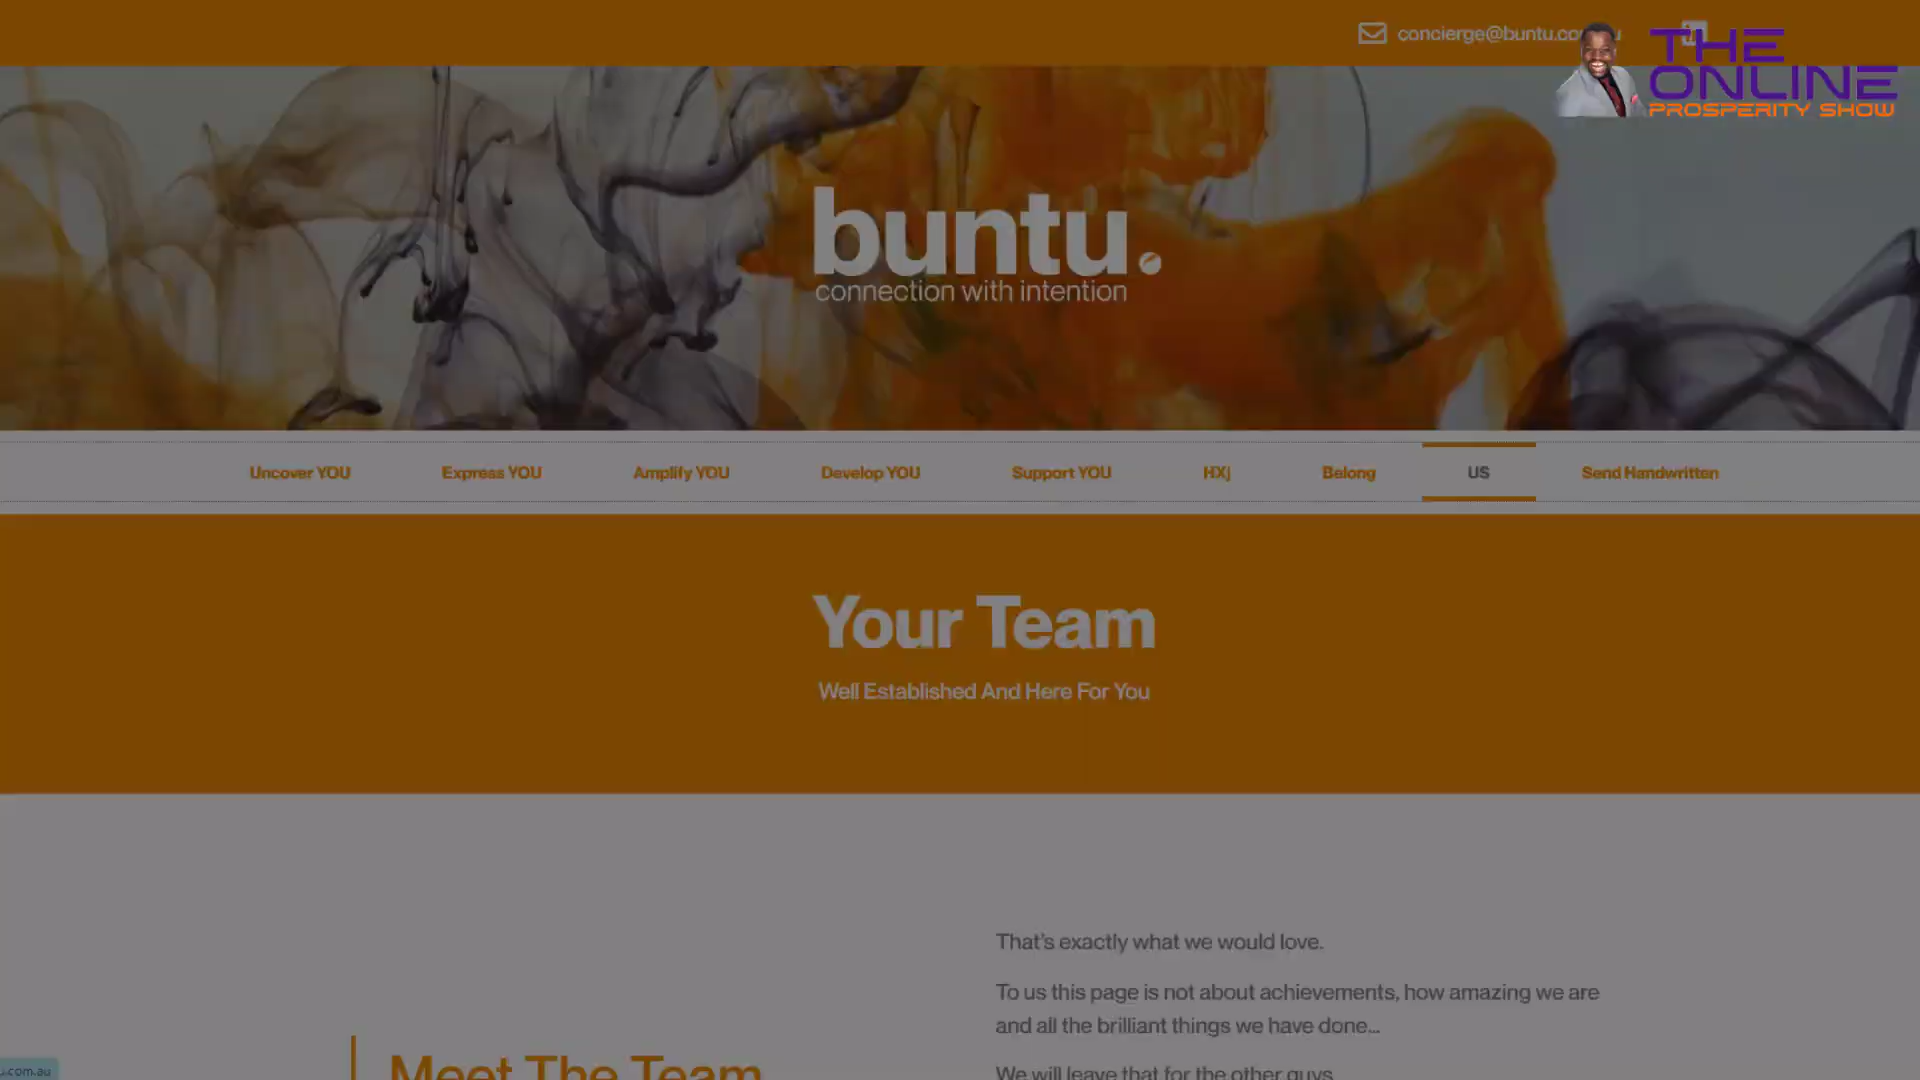 concierge@buntu.co
THE
ONLINE
PROSPERITY SHOW
buntu.
connection with intention
Uncover YOU
Express YOU
Amplify YOU
Develop YOU
Support YOU
HXj
Belong
US
Send Handwritten
Your Team
Well Established And Here For You
That's exactly what we would love.
To us this page is not about achievements, how amazing we are
and all the brilliant things we have done...
Meet The Team
We will leave that for the other guys
.com.au